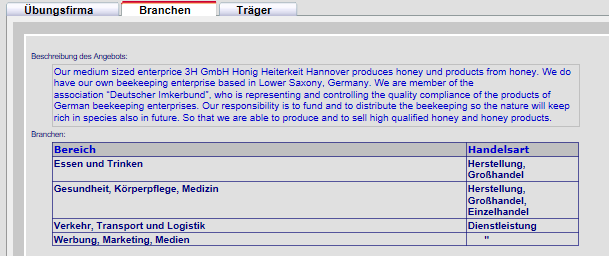 Übungsfirma Branchen Träger
Beschreibung des Angebots:
Our medium sized enterprice 3H GmbH Honig Heiterkeit Hannover produces honey und products from honey. We do
have our own beekeeping enterprise based in Lower Saxony, Germany. We are member of the
association "Deutscher Imkerbund", who is representing and controlling the quality compliance of the products of
German beekeeping enterprises. Our responsibility is to fund and to distribute the beekeeping so the nature will keep
rich in species also in future. So that we are able to produce and to sell high qualified honey and honey products.
Branchen:
Bereich Handelsart
Essen und Trinken Herstellung,
Großhandel
Gesundheit, Körperpflege, Medizin Herstellung,
Großhandel,
Einzelhandel
Verkehr, Transport und Logistik Dienstleistung
Werbung, Marketing, Medien "